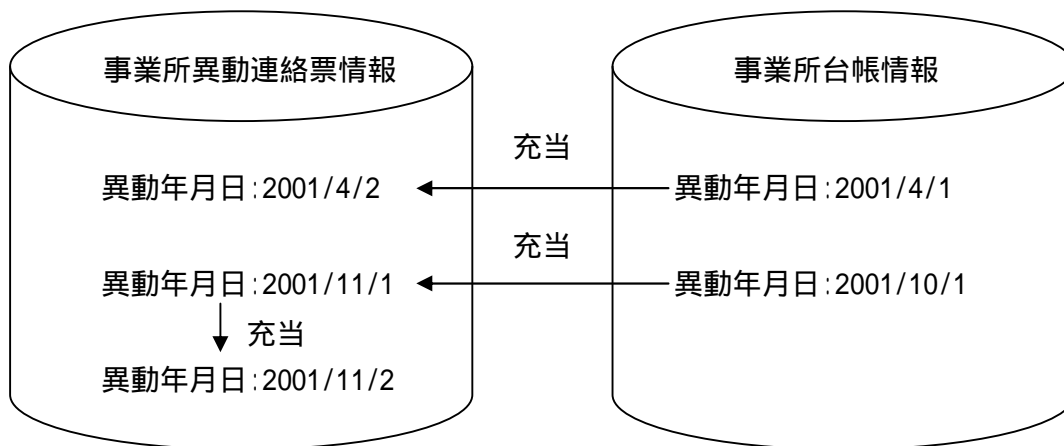 事業所異動連絡票情報
事業所台帳情報
充当
異動年月日:2001/4/2
異動年月日:2001/4/1
充当
異動年月日:2001/11/1
異動年月日:2001/10/1
充当
異動年月日:2001/11/2